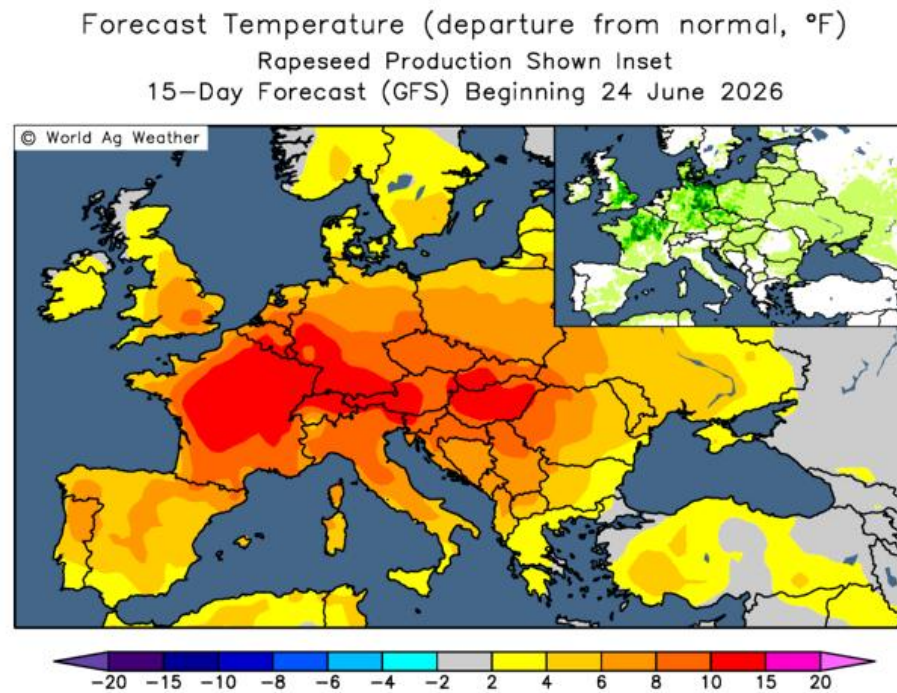 Forecast Temperature (departure from normal, °F)
Rapeseed Production Shown Inset
15-Day Forecast (GFS) Beginning 24 June 2026
© World Ag Weather
-20 -15 -10 -8 -6 -4 -2 2 4 6 8 10 15 20